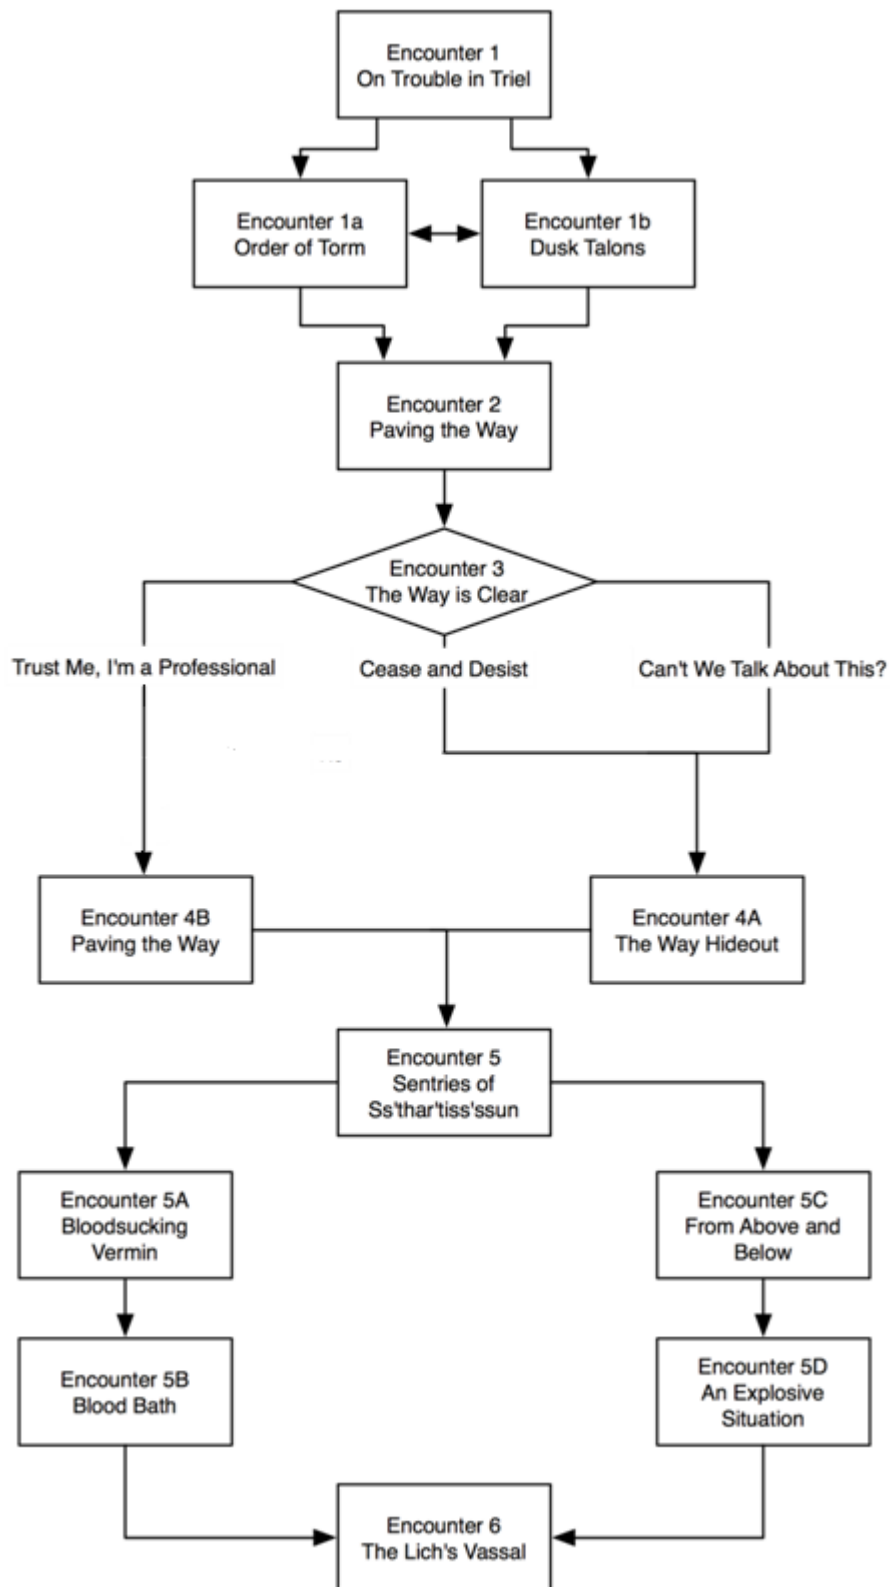 Encounter 1
On Trouble in Triel
Encounter 1a
Order of Torm
Encounter 1b
Dusk Talons
Encounter 2
Paving the Way
Encounter 3
The Way is Clear
Trust Me, I'm a Professional
Cease and Desist
Can't We Talk About This?
Encounter 4B
Paving the Way
Encounter 4A
The Way Hideout
Encounter 5
Sentries of
Ss'thar'tiss'ssun
Encounter 5A
Bloodsucking
Vermin
Encounter 5C
From Above and
Below
Encounter 5B
Blood Bath
Encounter 5D
An Explosive
Situation
Encounter 6
The Lich's Vassal